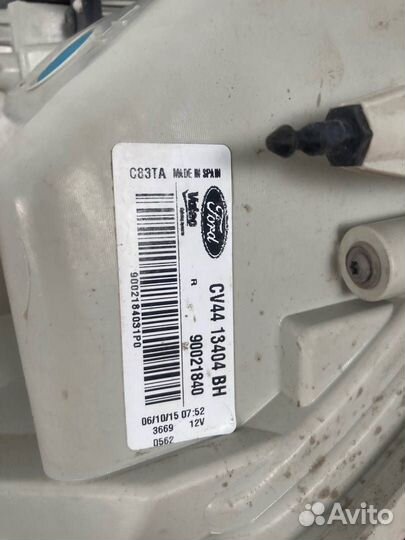 C83TA MADE IN SPAIN
Valeo
Ford
R
CV44 13404 BH
90021840
9002184031P0
06/10/15 07:52
3669 12V
0562
Avito